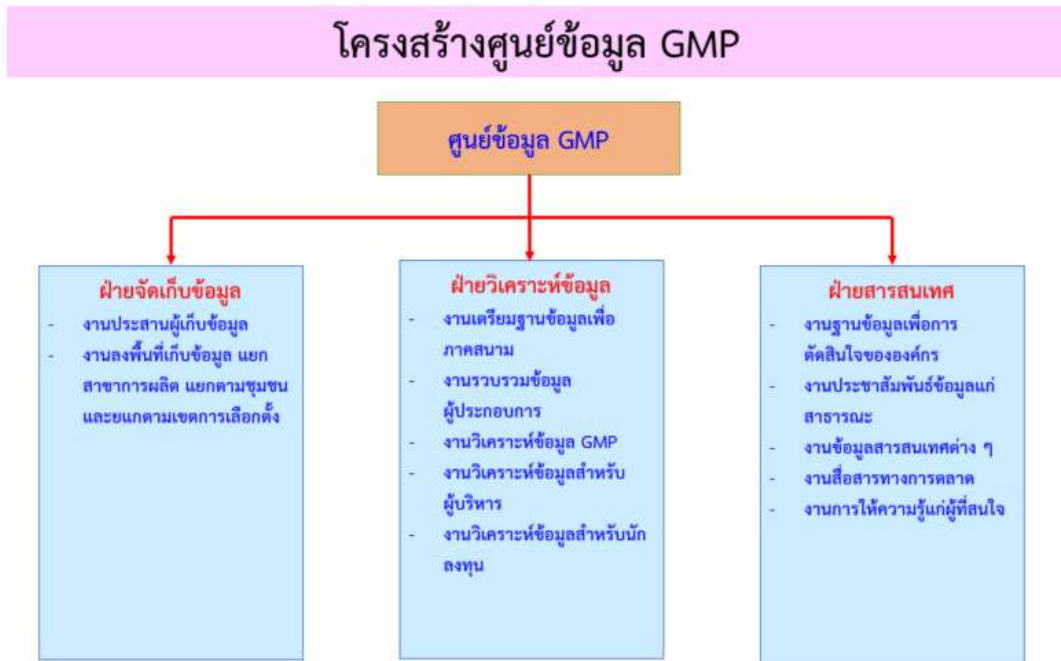 โครงสร้างศูนย์ข้อมูล GMP
ศูนย์ข้อมูล GMP
ฝ่ายจัดเก็บข้อมูล
- งานประสานผู้เก็บข้อมูล
- งานลงพื้นที่เก็บข้อมูล แยก
สาขาการผลิต แยกตามชุมชน
และยแกตามเขตการเลือกตั้ง
ฝ่ายวิเคราะห์ข้อมูล
- งานเตรียมฐานข้อมูลเพื่อ
ภาคสนาม
- งานรวบรวมข้อมูล
ผู้ประกอบการ
- งานวิเคราะห์ข้อมูล GMP
- งานวิเคราะห์ข้อมูลสำหรับ
ผู้บริหาร
- งานวิเคราะห์ข้อมูลสำหรับนัก
ลงทุน
ฝ่ายสารสนเทศ
- งานฐานข้อมูลเพื่อการ
ตัดสินใจขององค์กร
- งานประชาสัมพันธ์ข้อมูลแก่
สาธารณะ
- งานข้อมูลสารสนเทศต่าง ๆ
- งานสื่อสารทางการตลาด
- งานการให้ความรู้แก่ผู้ที่สนใจ